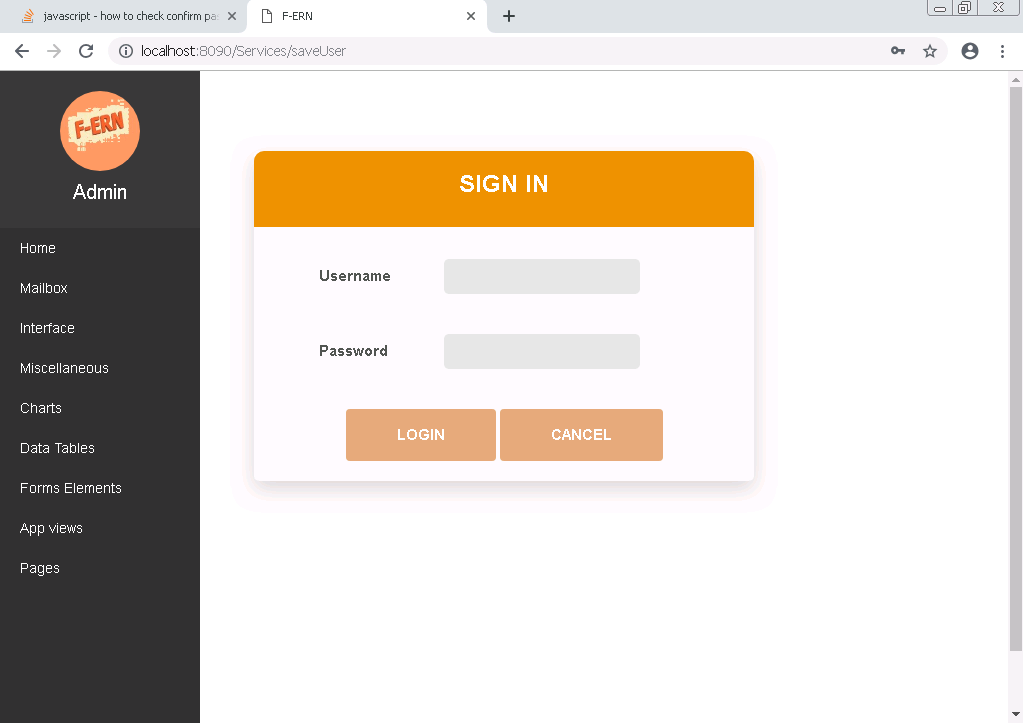 javascript - how to check confirm pa
F-ERN
localhost:8090/Services/saveUser
F-ERN
Admin
Home
Mailbox
Interface
Miscellaneous
Charts
Data Tables
Forms Elements
App views
Pages
SIGN IN
Username
Password
LOGIN CANCEL